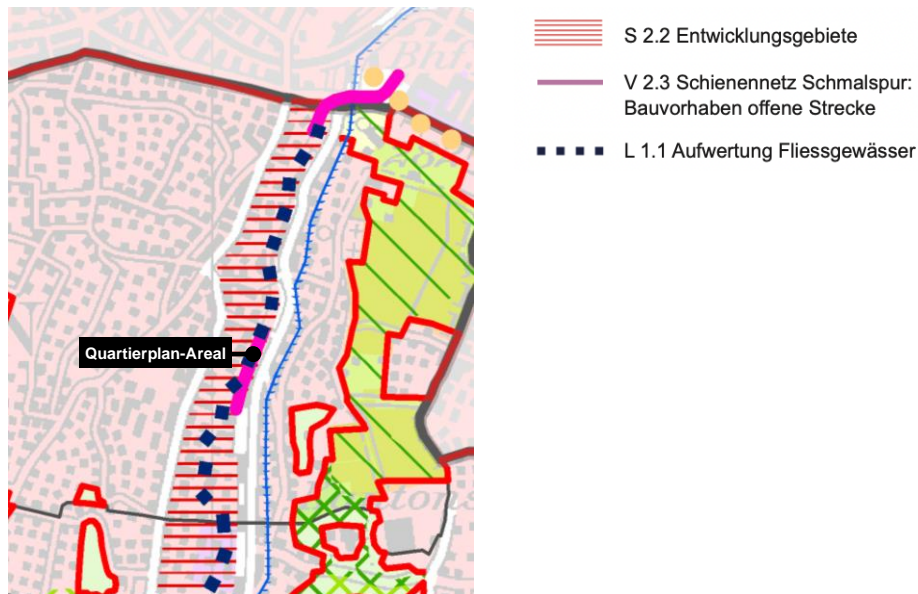 S 2.2 Entwicklungsgebiete
V 2.3 Schienennetz Schmalspur:
Bauvorhaben offene Strecke
L 1.1 Aufwertung Fliessgewässer
Quartierplan-Areal